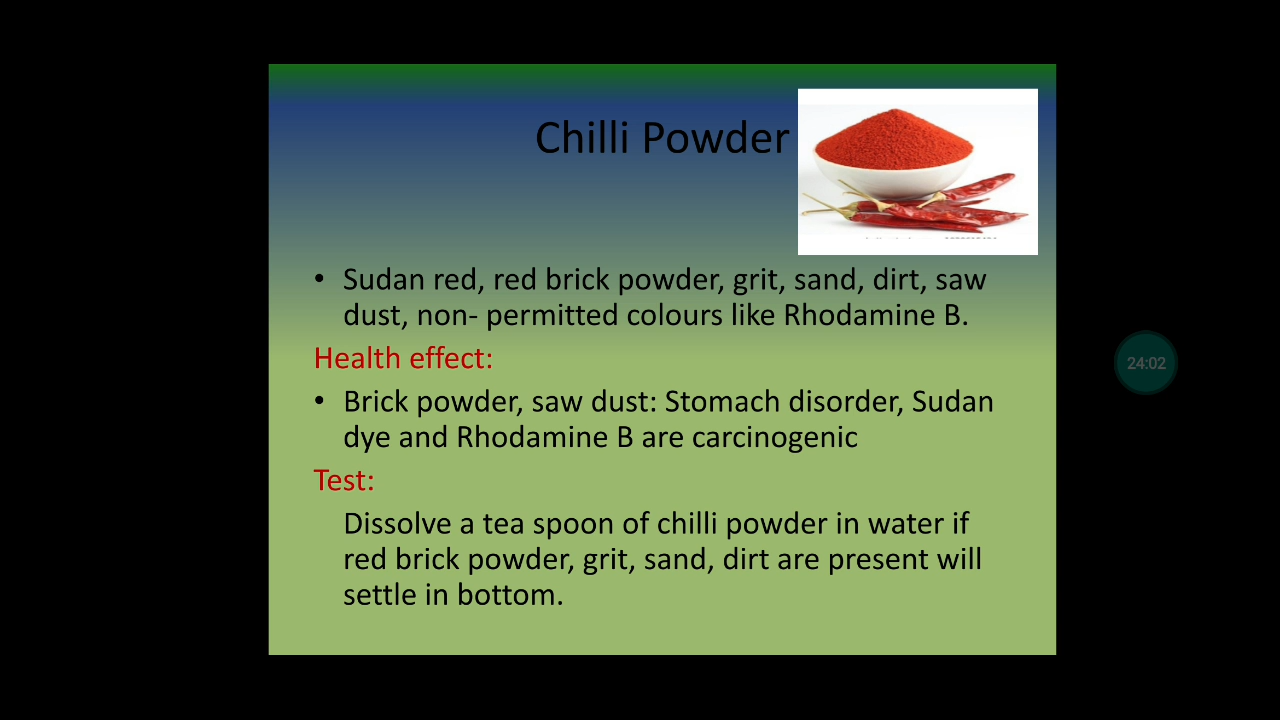 Chilli Powder
• Sudan red, red brick powder, grit, sand, dirt, saw
dust, non- permitted colours like Rhodamine B.
Health effect:
• Brick powder, saw dust: Stomach disorder, Sudan
dye and Rhodamine B are carcinogenic
Test:
Dissolve a tea spoon of chilli powder in water if
red brick powder, grit, sand, dirt are present will
settle in bottom.
24:02